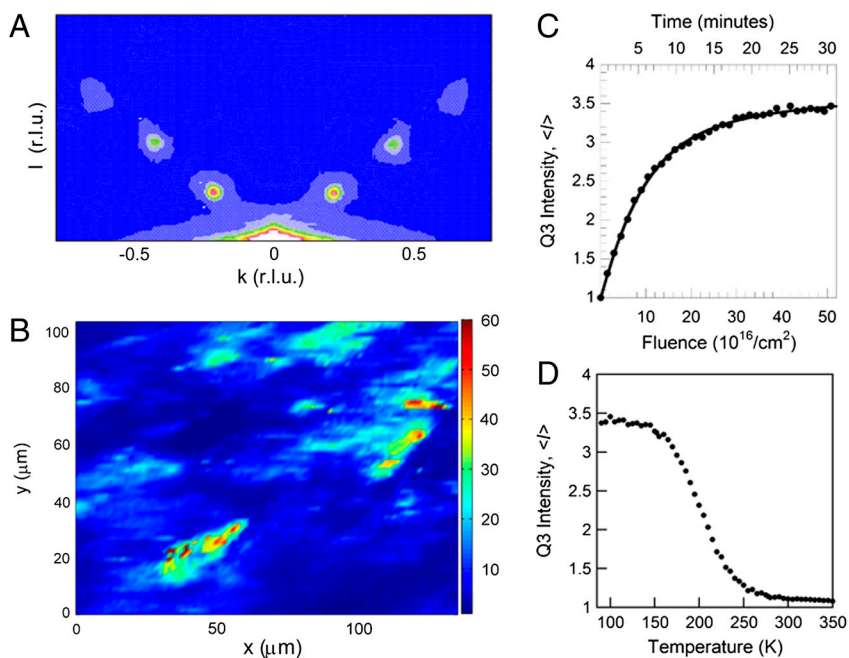 A
l (r.l.u.)
-0.5 0 0.5
k (r.l.u.)
B
y (μm)
100
80
60
40
20
0
0 50 100
x (μm)
60
50
40
30
20
10
C
Time (minutes)
5 10 15 20 25 30
Q3 Intensity, </>
4
3.5
3
2.5
2
1.5
1
0 10 20 30 40 50
Fluence (10¹⁶/cm²)
D
Q3 Intensity, </>
4
3.5
3
2.5
2
1.5
1
100 150 200 250 300 350
Temperature (K)